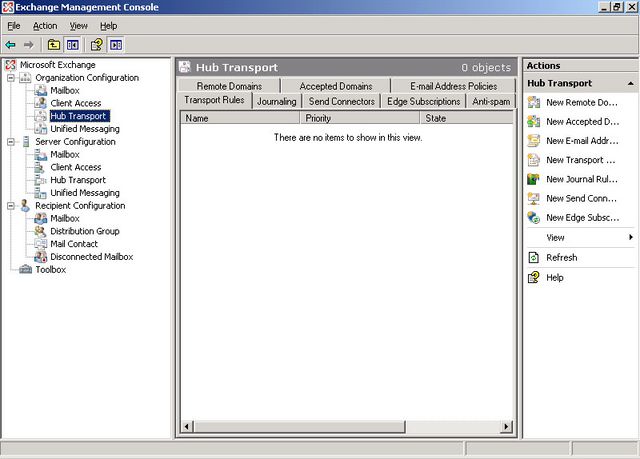 Exchange Management Console
File Action View Help
Microsoft Exchange
Organization Configuration
Mailbox
Client Access
Hub Transport
Unified Messaging
Server Configuration
Mailbox
Client Access
Hub Transport
Unified Messaging
Recipient Configuration
Mailbox
Distribution Group
Mail Contact
Disconnected Mailbox
Toolbox
Hub Transport 0 objects
Remote Domains Accepted Domains E-mail Address Policies
Transport Rules Journaling Send Connectors Edge Subscriptions Anti-spam
Name Priority State
There are no items to show in this view.
Actions
Hub Transport
New Remote Do...
New Accepted D...
New E-mail Addr...
New Transport ...
New Journal Rul...
New Send Conn...
New Edge Subsc...
View
Refresh
Help